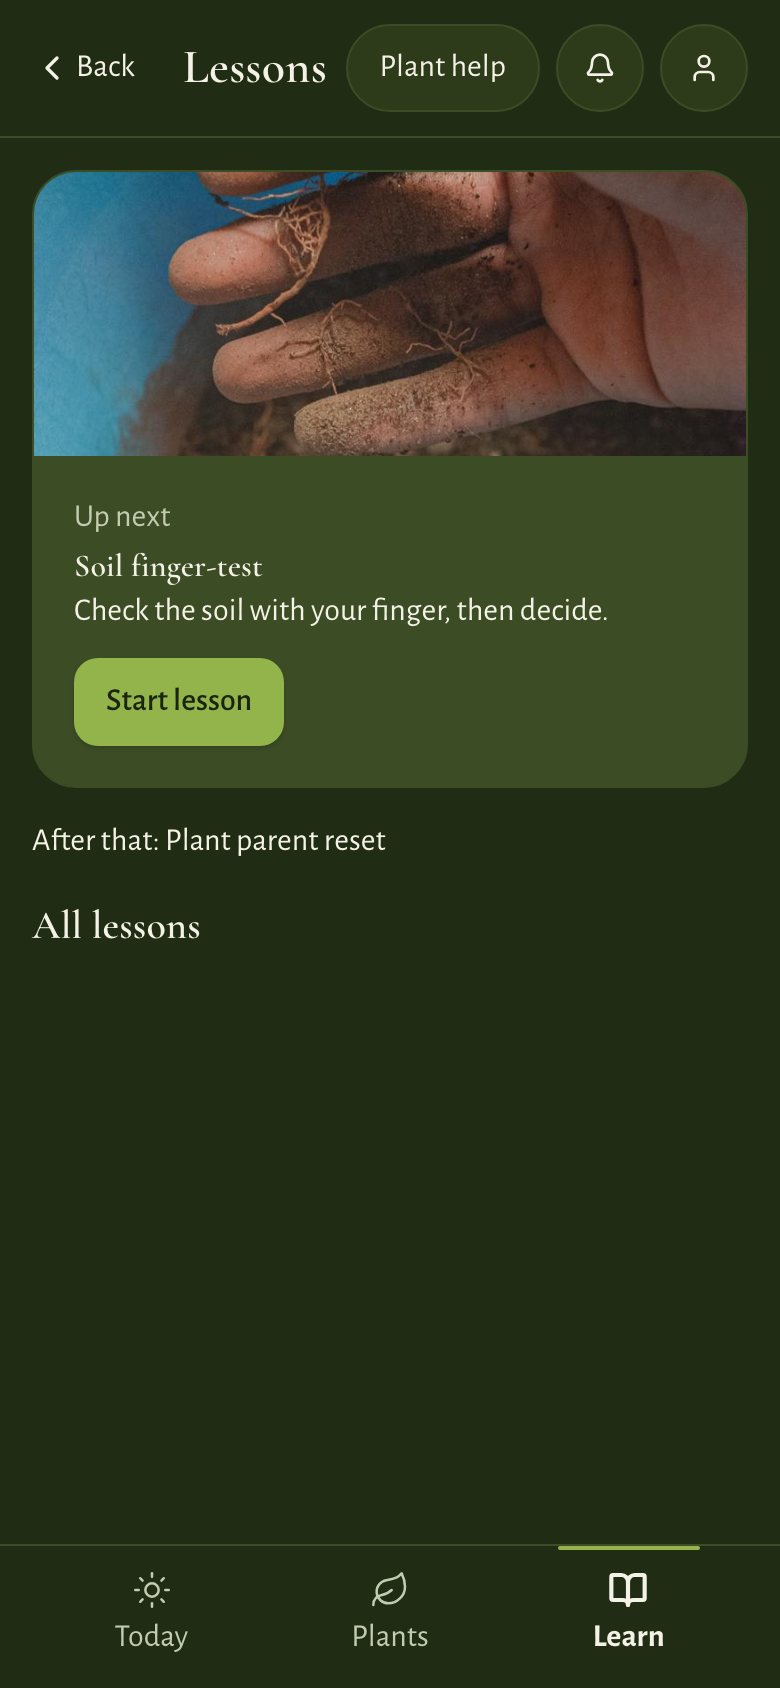 Back
Lessons
Plant help
Up next
Soil finger-test
Check the soil with your finger, then decide.
Start lesson
After that: Plant parent reset
All lessons
Today
Plants
Learn